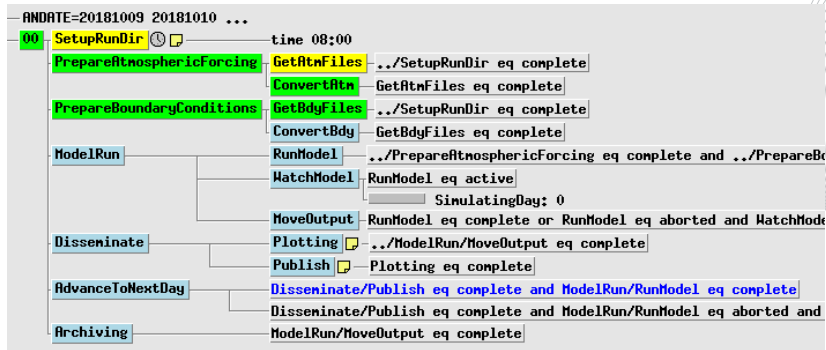 ANDATE=20181009 20181010 ...
00 SetupRunDir time 08:00
PrepareAtmosphericForcing GetAtmFiles ../SetupRunDir eq complete
ConvertAtm GetAtmFiles eq complete
PrepareBoundaryConditions GetBdyFiles ../SetupRunDir eq complete
ConvertBdy GetBdyFiles eq complete
ModelRun RunModel ../PrepareAtmosphericForcing eq complete and ../PrepareBo
WatchModel RunModel eq active
SimulatingDay: 0
MoveOutput RunModel eq complete or RunModel eq aborted and WatchMode
Disseminate Plotting ../ModelRun/MoveOutput eq complete
Publish Plotting eq complete
AdvanceToNextDay Disseminate/Publish eq complete and ModelRun/RunModel eq complete
Disseminate/Publish eq complete and ModelRun/RunModel eq aborted and
Archiving ModelRun/MoveOutput eq complete